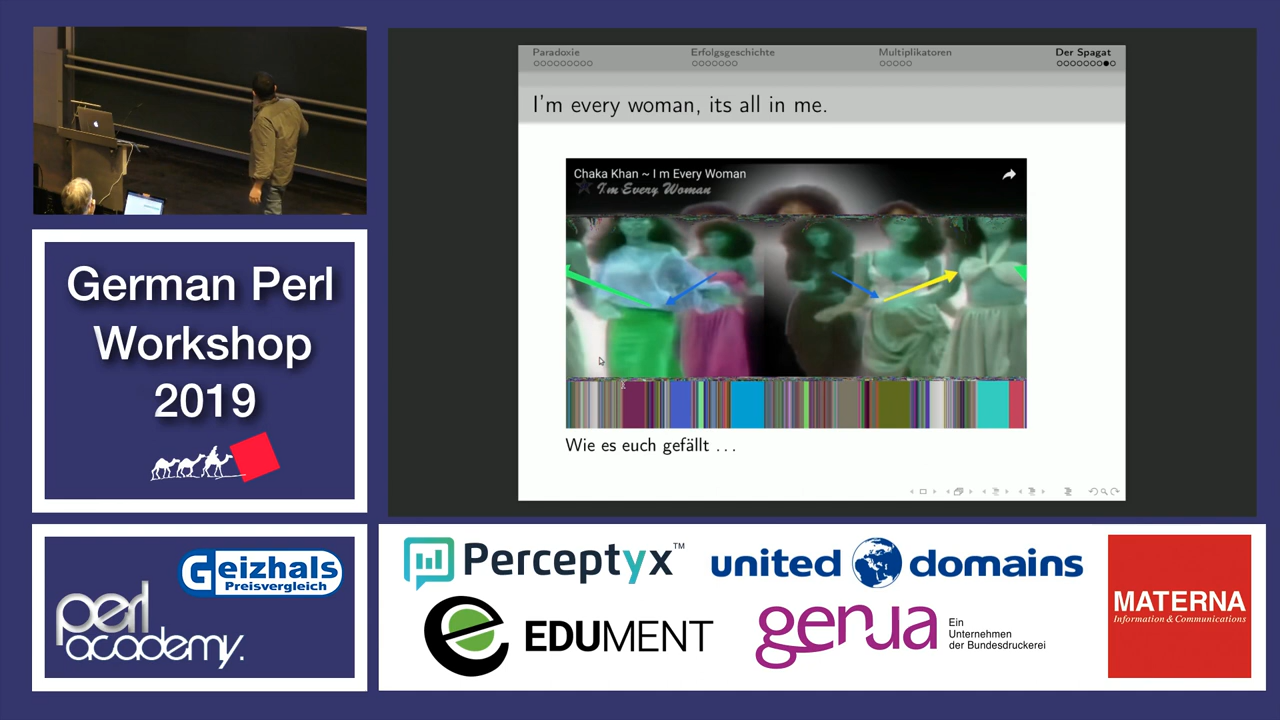 Paradoxie
Erfolgsgeschichte
Multiplikatoren
Der Spagat
I'm every woman, its all in me.
Chaka Khan ~ I m Every Woman
I'm Every Woman
Wie es euch gefällt ...
German Perl
Workshop
2019
Geizhals
Preisvergleich
perl
academy.
Perceptyx™
united domains
EDUMENT
genua
Ein
Unternehmen
der Bundesdruckerei
MATERNA
Information & Communications